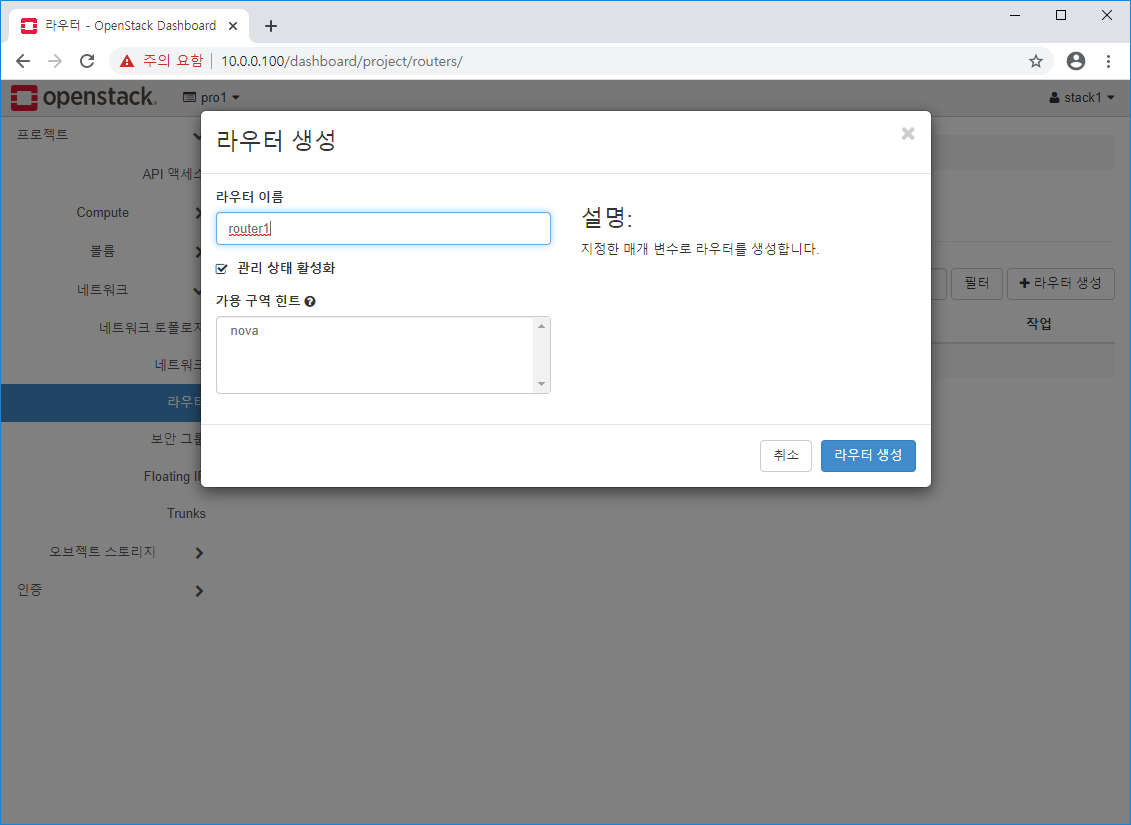 라우터 - OpenStack Dashboard
주의 요함 10.0.0.100/dashboard/project/routers/
openstack. pro1 stack1
프로젝트
API 액세스
Compute
볼륨
네트워크
네트워크 토폴로지
네트워크
라우터
보안 그룹
Floating IP
Trunks
오브젝트 스토리지
인증
라우터 생성
라우터 이름
router1
관리 상태 활성화
가용 구역 힌트
nova
설명:
지정한 매개 변수로 라우터를 생성합니다.
취소 라우터 생성
필터 라우터 생성
작업